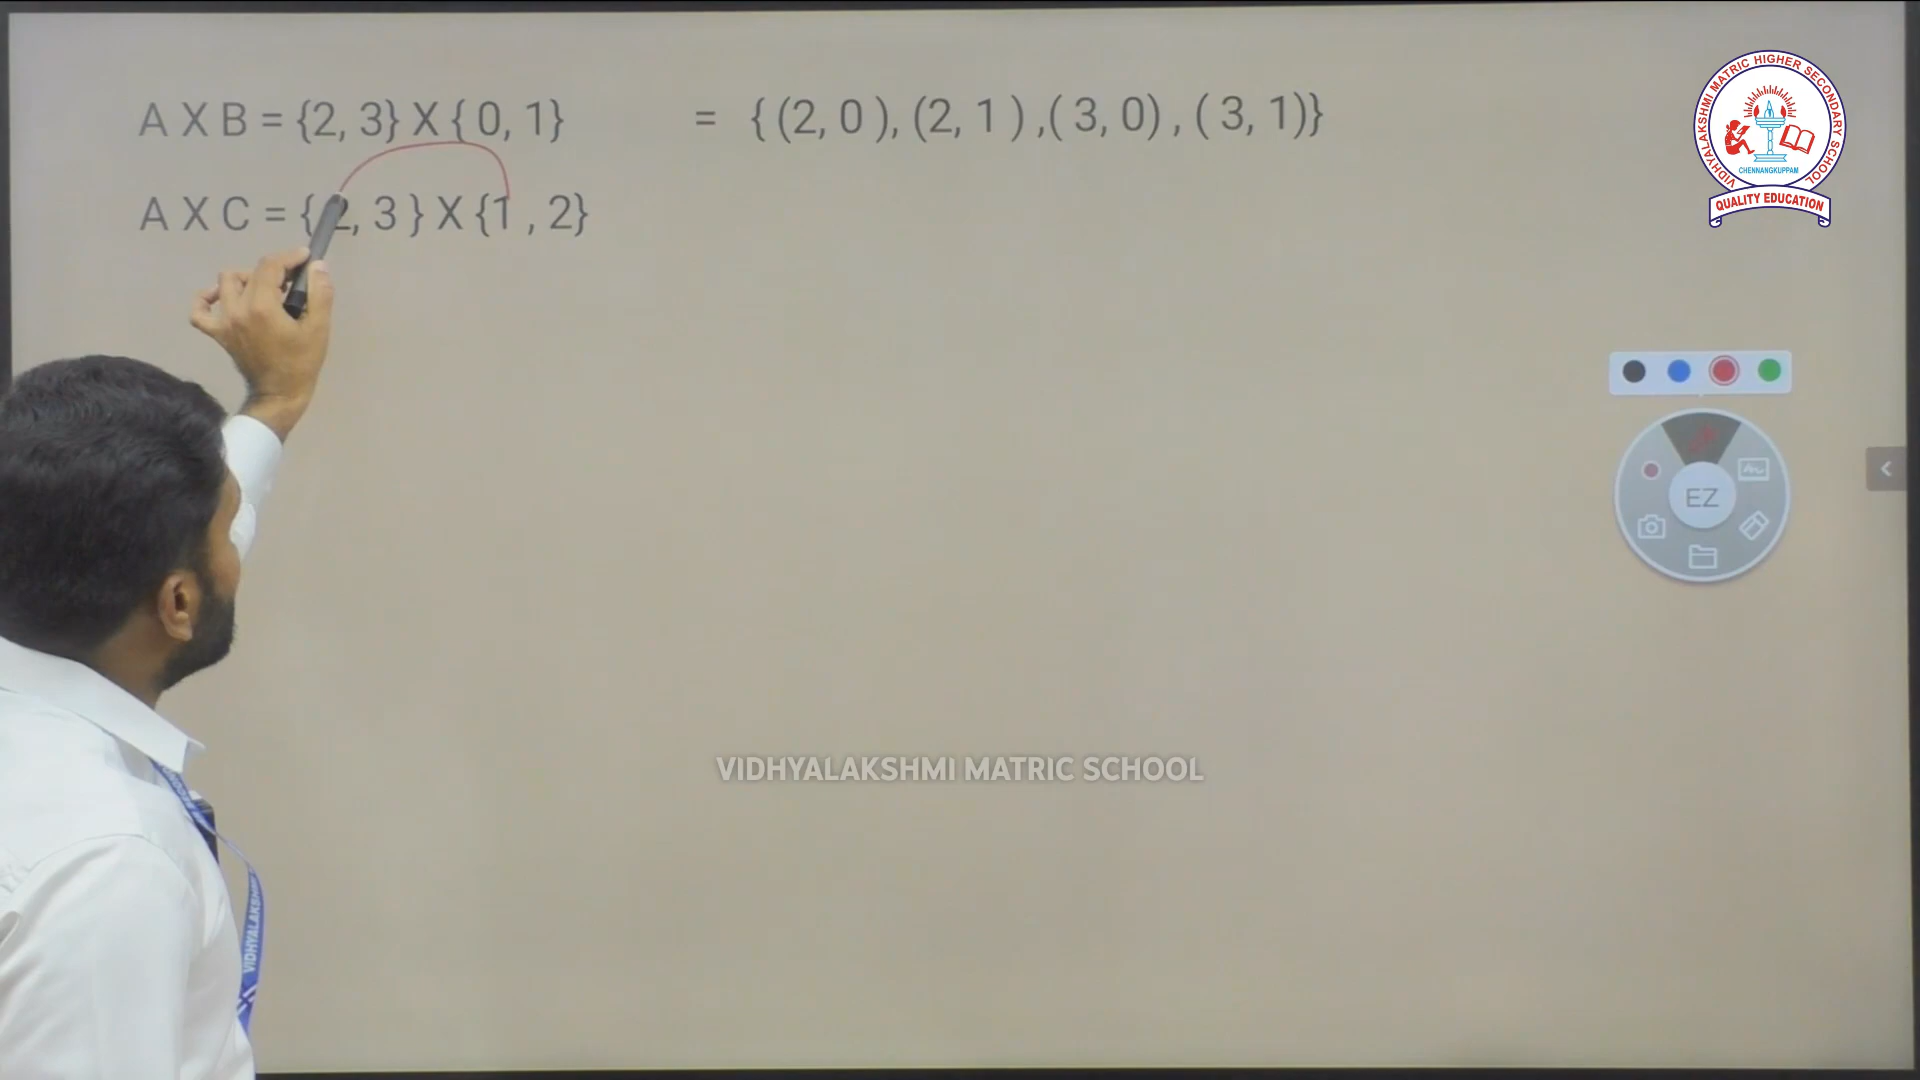 A X B = {2, 3} X { 0, 1} = { (2, 0 ), (2, 1 ) ,( 3, 0) , ( 3, 1)}
A X C = { 2, 3 } X {1 , 2}
VIDHYALAKSHMI MATRIC HIGHER SECONDARY SCHOOL
CHENNANGKUPPAM
QUALITY EDUCATION
EZ
VIDHYALAKSHMI MATRIC SCHOOL
VIDHYALAKSHMI